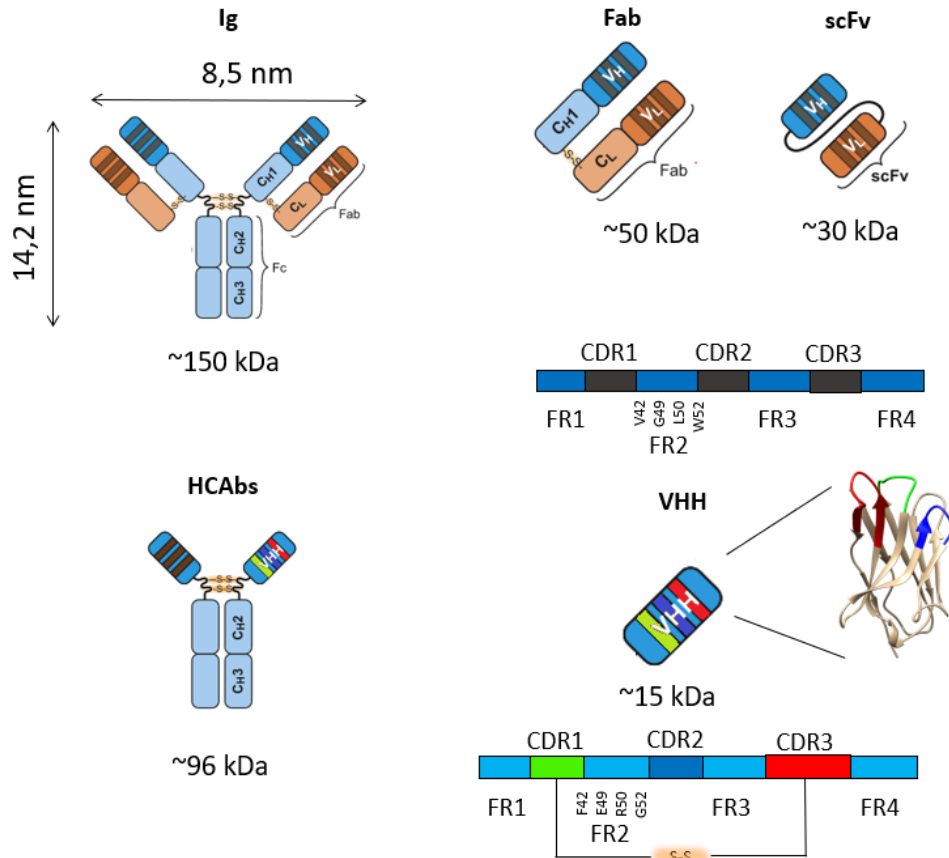 Ig
8,5 nm
14,2 nm
VH
CH1
VL
CL
S-S
S-S
S-S
S-S
Fab
CH2
CH3
Fc
~150 kDa
Fab
VH
CH1
S-S
VL
CL
Fab
~50 kDa
scFv
VH
VL
scFv
~30 kDa
CDR1 CDR2 CDR3
V42
G49
L50
W52
FR1 FR3 FR4
FR2
HCAbs
VHH
S-S
S-S
CH2
CH3
~96 kDa
VHH
VHH
~15 kDa
CDR1 CDR2 CDR3
F42
E49
R50
G52
FR1 FR3 FR4
FR2
S-S